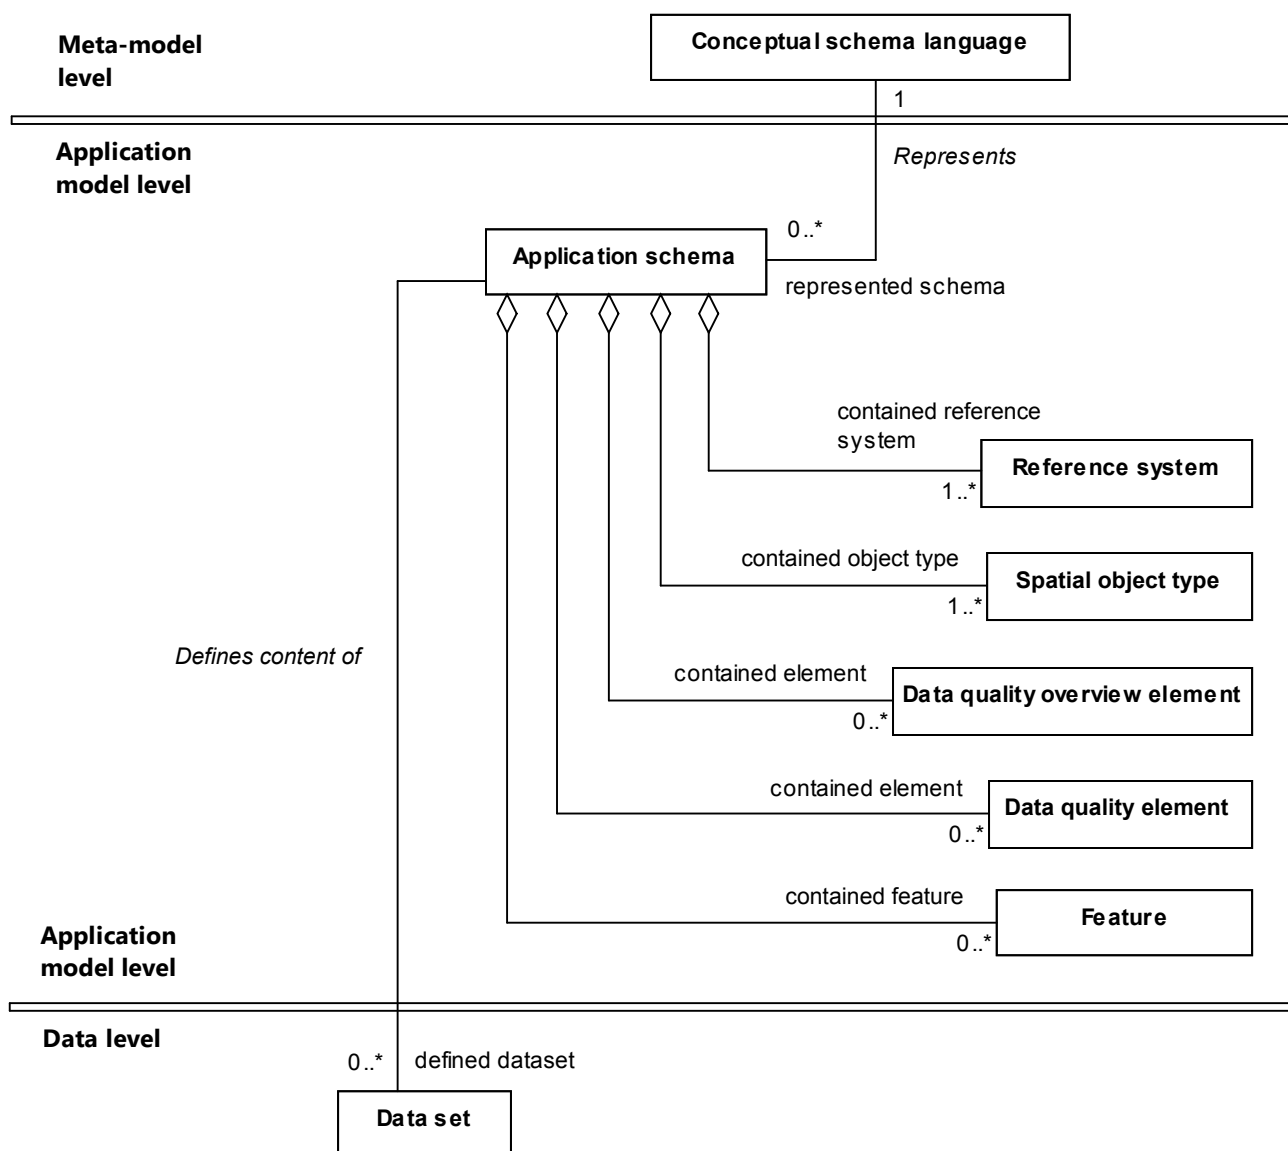 Meta-model
level
Conceptual schema language
1
Application
model level
Represents
0..*
Application schema
represented schema
contained reference
system
Reference system
1..*
contained object type
Spatial object type
1..*
Defines content of
contained element
Data quality overview element
0..*
contained element
Data quality element
0..*
contained feature
Feature
0..*
Application
model level
Data level
0..*
defined dataset
Data set